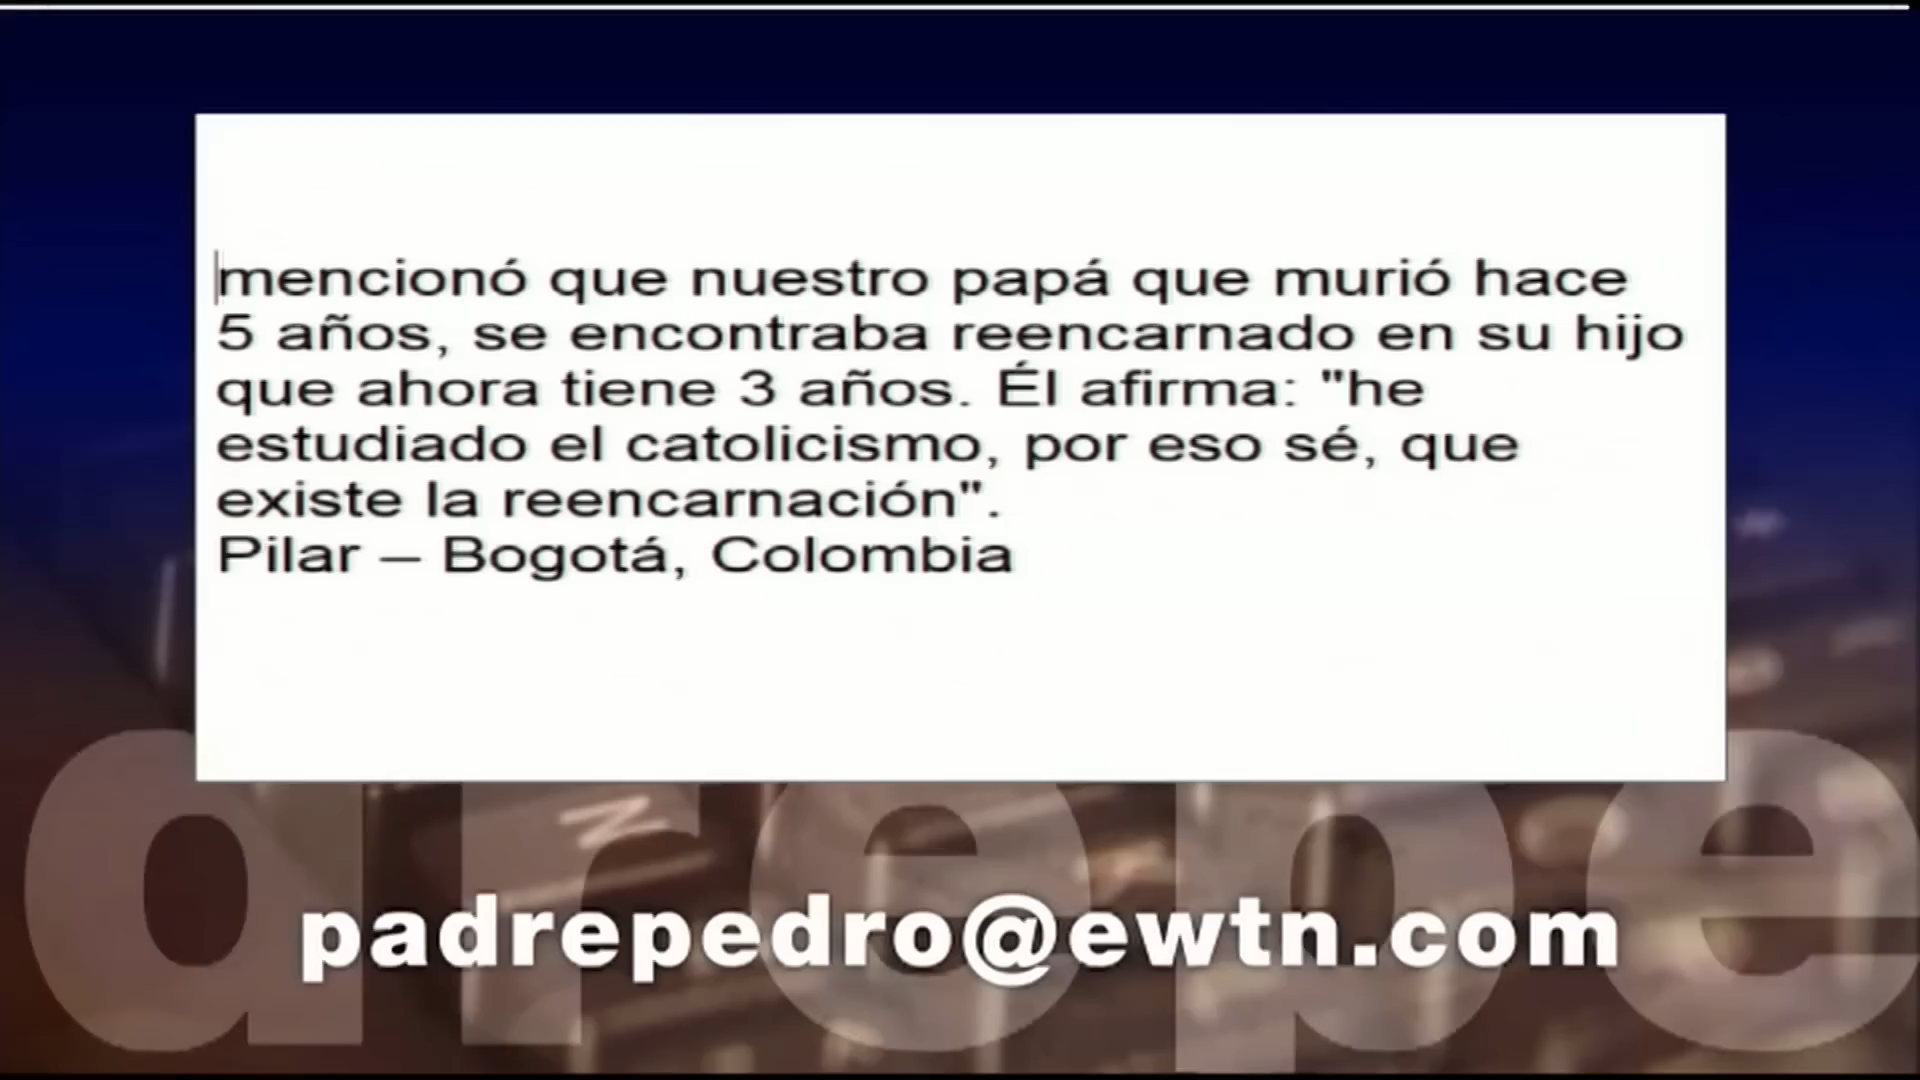 mencionó que nuestro papá que murió hace
5 años, se encontraba reencarnado en su hijo
que ahora tiene 3 años. Él afirma: "he
estudiado el catolicismo, por eso sé, que
existe la reencarnación".
Pilar – Bogotá, Colombia
drepe
padrepedro@ewtn.com